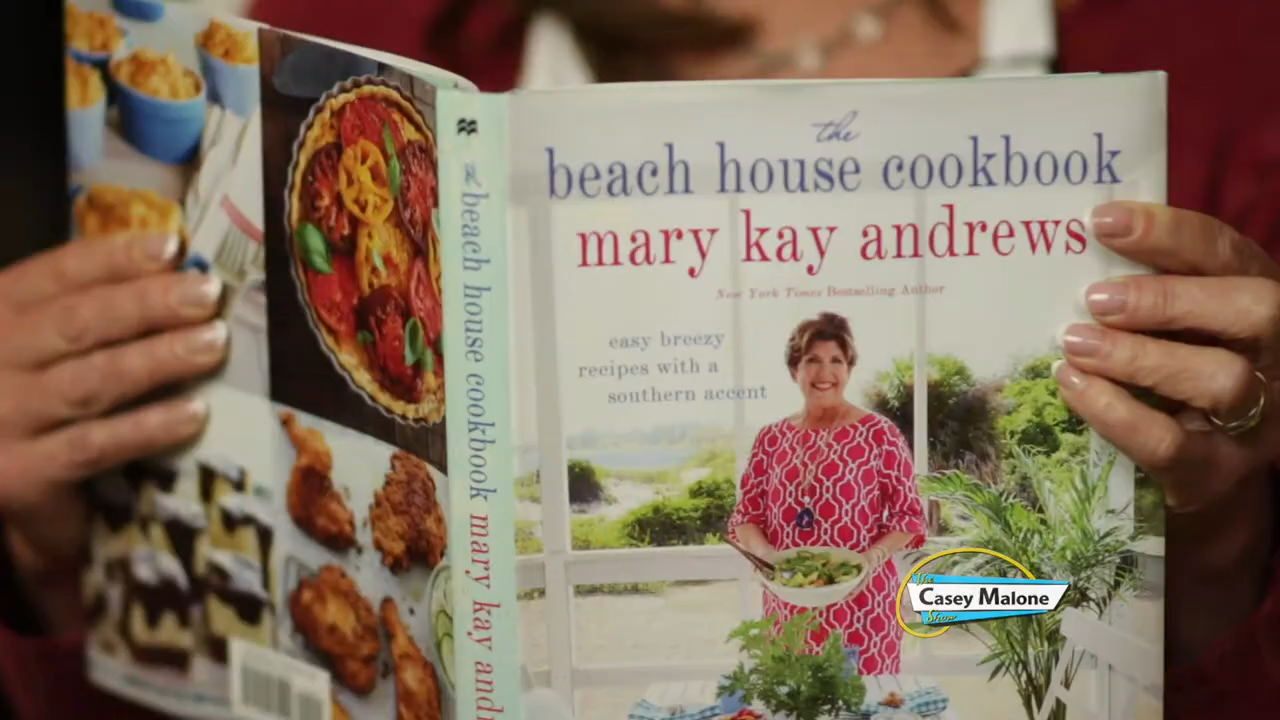 the
beach house cookbook
mary kay andrews
New York Times Bestselling Author
easy breezy
recipes with a
southern accent
the beach house cookbook mary kay andr
The
Casey Malone
Show